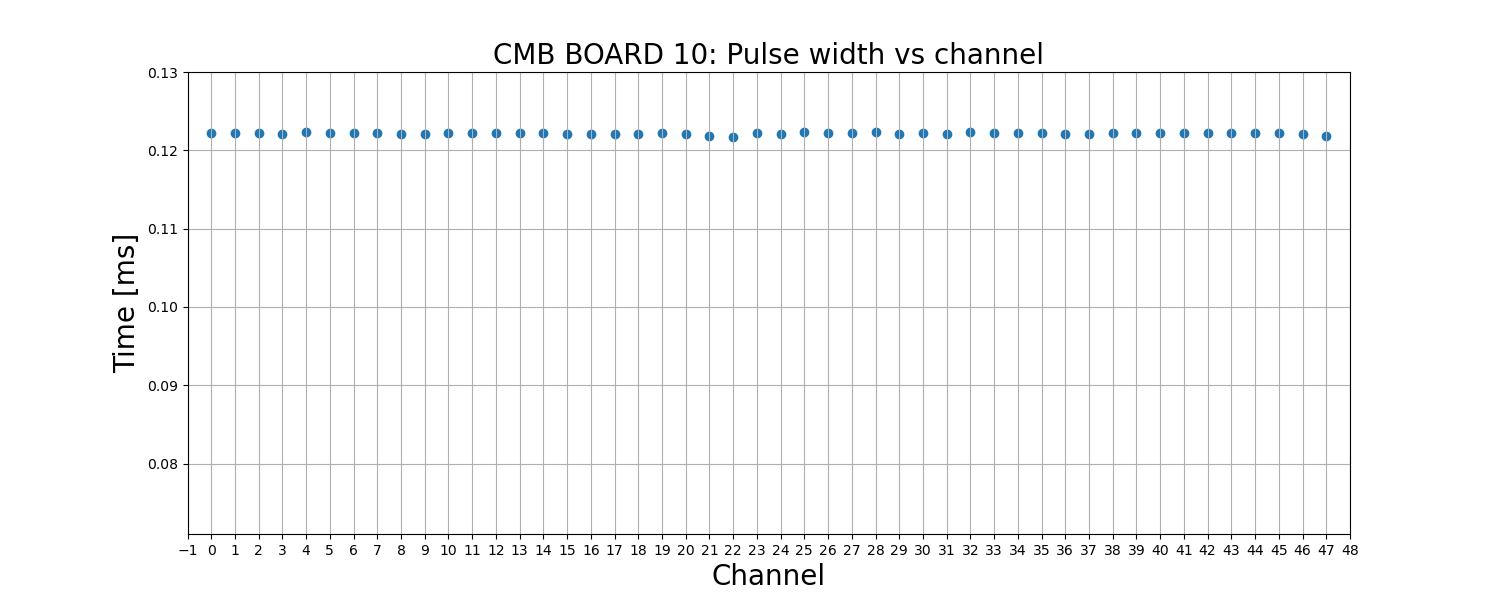 CMB BOARD 10: Pulse width vs channel
0.13
0.12
0.11
0.10
0.09
0.08
Time [ms]
−1 0 1 2 3 4 5 6 7 8 9 10 11 12 13 14 15 16 17 18 19 20 21 22 23 24 25 26 27 28 29 30 31 32 33 34 35 36 37 38 39 40 41 42 43 44 45 46 47 48
Channel